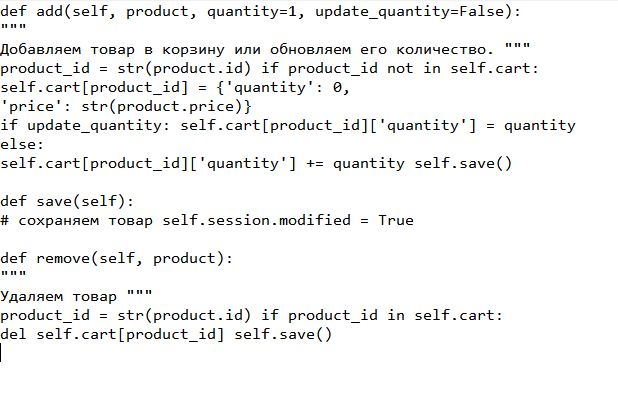 def add(self, product, quantity=1, update_quantity=False):
"""
Добавляем товар в корзину или обновляем его количество. """
product_id = str(product.id) if product_id not in self.cart:
self.cart[product_id] = {'quantity': 0,
'price': str(product.price)}
if update_quantity: self.cart[product_id]['quantity'] = quantity
else:
self.cart[product_id]['quantity'] += quantity self.save()

def save(self):
# сохраняем товар self.session.modified = True

def remove(self, product):
"""
Удаляем товар """
product_id = str(product.id) if product_id in self.cart:
del self.cart[product_id] self.save()